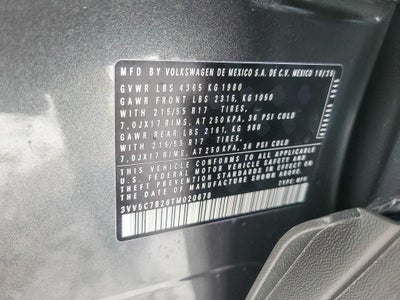 MFD BY VOLKSWAGEN DE MEXICO S.A. DE C.V. MEXICO 10/25
GVWR LBS 4365 KG 1980
GAWR FRONT LBS 2315, KG 1050
WITH 215/55 R17 TIRES.
7.0JX17 RIMS. AT 250 KPA, 36 PSI COLD
GAWR REAR LBS 2161, KG 980
WITH 215/55 R17 TIRES.
7.0JX17 RIMS. AT 250 KPA, 36 PSI COLD
THIS VEHICLE CONFORMS TO ALL APPLICABLE
U.S. FEDERAL MOTOR VEHICLE SAFETY AND
THEFT PREVENTION STANDARDS IN EFFECT ON
THE DATE OF MANUFACTURE SHOWN ABOVE.
3VV5C7B26TM020878 TYPE: MPV